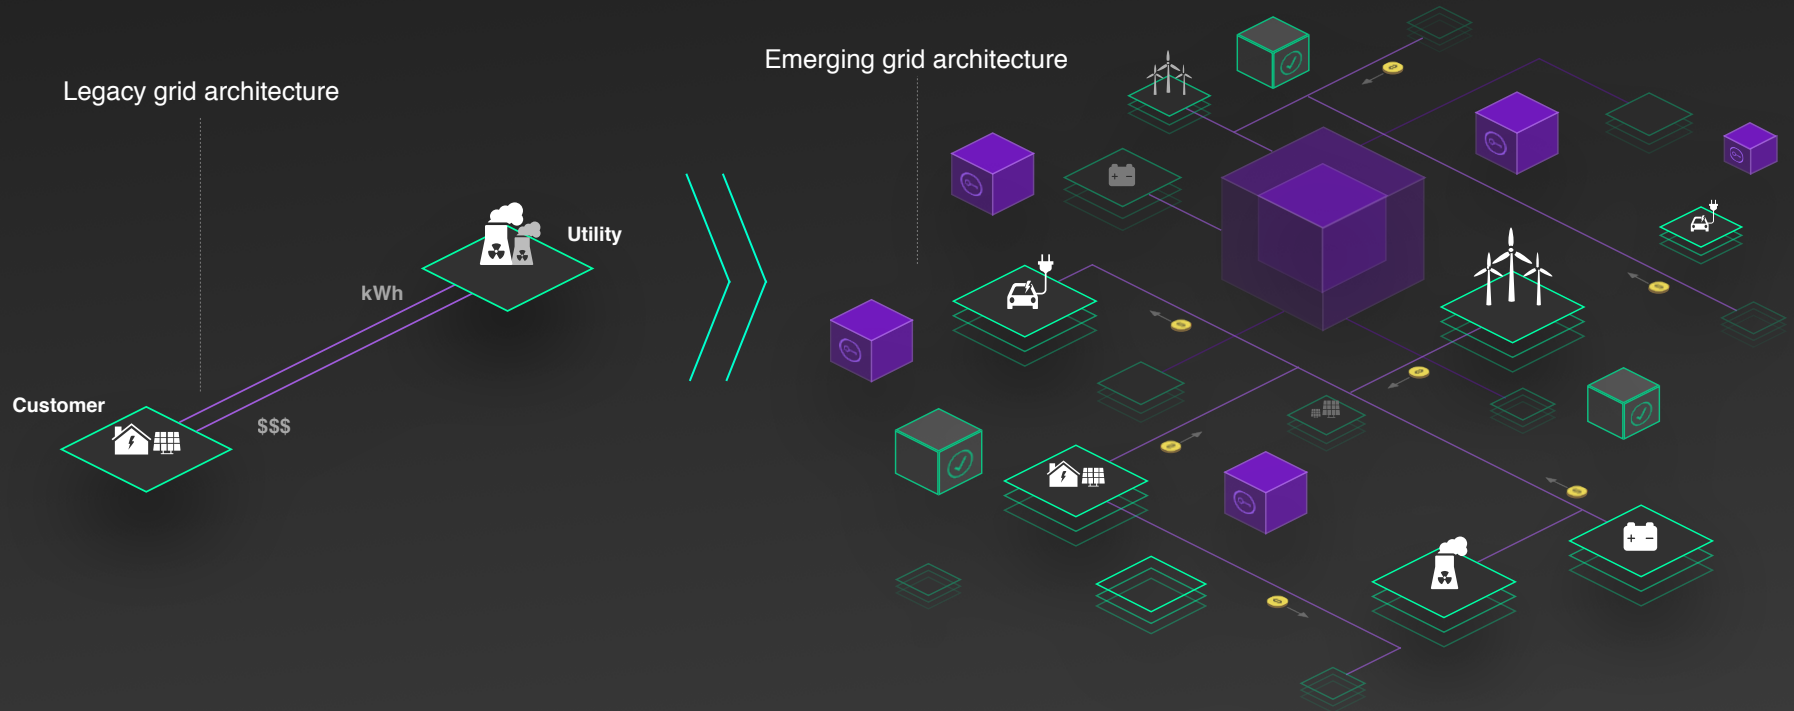 Legacy grid architecture
Emerging grid architecture
Utility
kWh
Customer
$$$